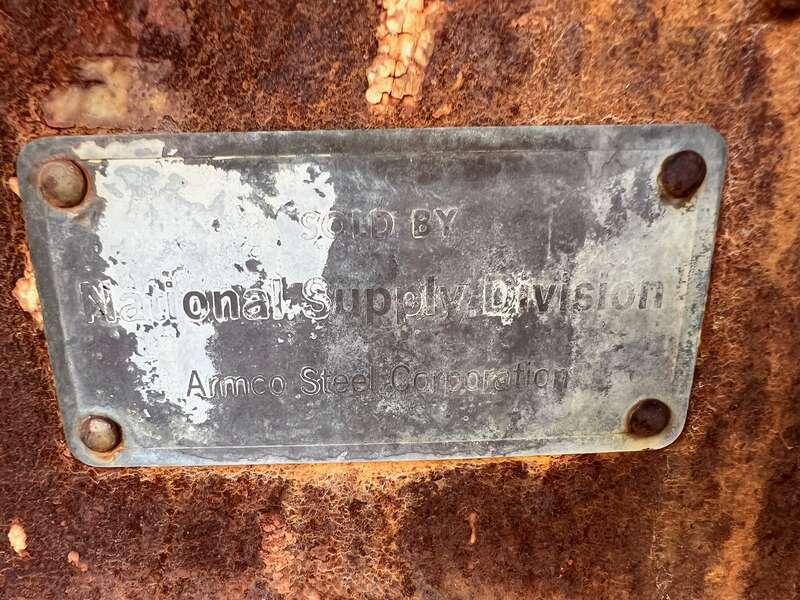 SOLD BY
National Supply Division
Armco Steel Corporation